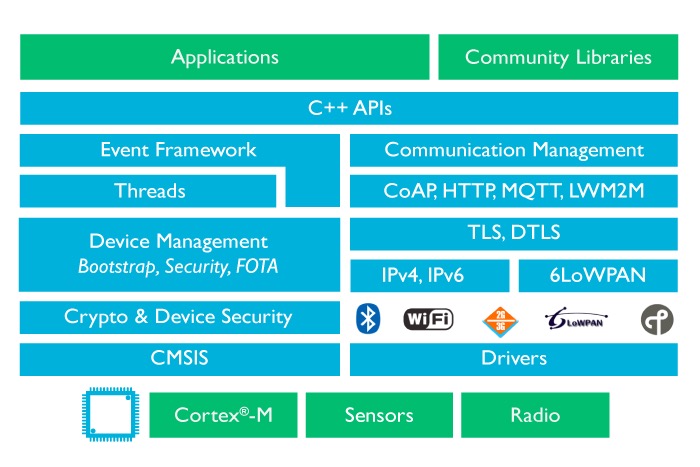 Applications
Community Libraries
C++ APIs
Event Framework
Communication Management
Threads
CoAP, HTTP, MQTT, LWM2M
Device Management
Bootstrap, Security, FOTA
TLS, DTLS
IPv4, IPv6
6LoWPAN
Crypto & Device Security
WiFi
2G
3G
6LoWPAN
CMSIS
Drivers
Cortex®-M
Sensors
Radio